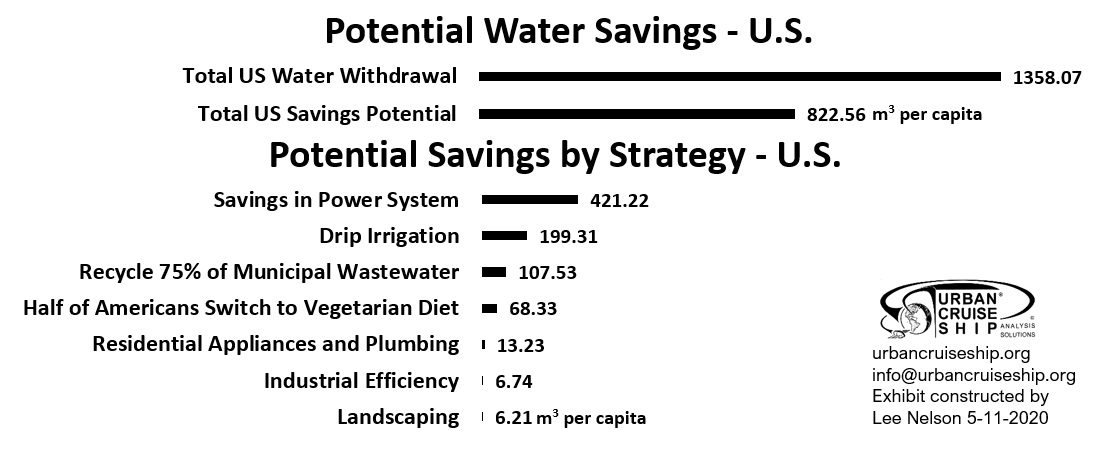 Potential Water Savings - U.S.
Total US Water Withdrawal 1358.07
Total US Savings Potential 822.56 m³ per capita
Potential Savings by Strategy - U.S.
Savings in Power System 421.22
Drip Irrigation 199.31
Recycle 75% of Municipal Wastewater 107.53
Half of Americans Switch to Vegetarian Diet 68.33
Residential Appliances and Plumbing 13.23
Industrial Efficiency 6.74
Landscaping 6.21 m³ per capita
URBAN®
CRUISE ©
SHIP ANALYSIS
SOLUTIONS
urbancruiseship.org
info@urbancruiseship.org
Exhibit constructed by
Lee Nelson 5-11-2020